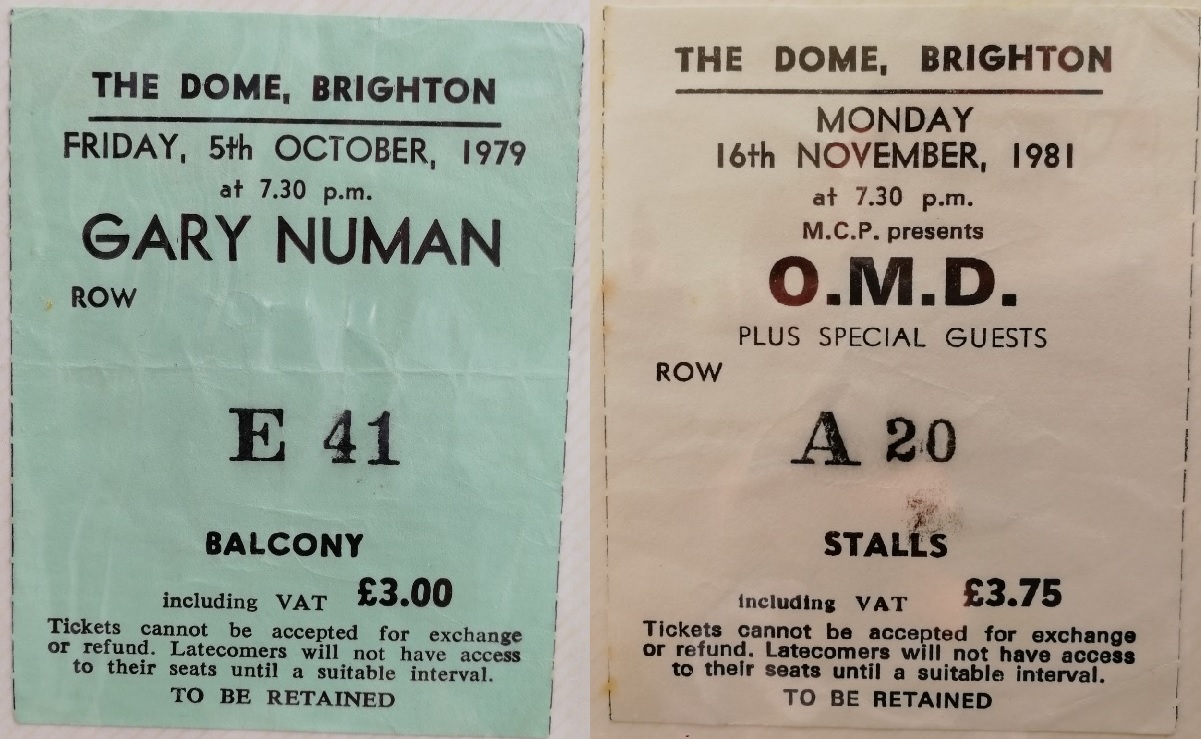 THE DOME, BRIGHTON
FRIDAY, 5th OCTOBER, 1979
at 7.30 p.m.
GARY NUMAN
ROW
E 41
BALCONY
including VAT £3.00
Tickets cannot be accepted for exchange
or refund. Latecomers will not have access
to their seats until a suitable interval.
TO BE RETAINED
THE DOME, BRIGHTON
MONDAY
16th NOVEMBER, 1981
at 7.30 p.m.
M.C.P. presents
O.M.D.
PLUS SPECIAL GUESTS
ROW
A 20
STALLS
including VAT £3.75
Tickets cannot be accepted for exchange
or refund. Latecomers will not have access
to their seats until a suitable interval.
TO BE RETAINED